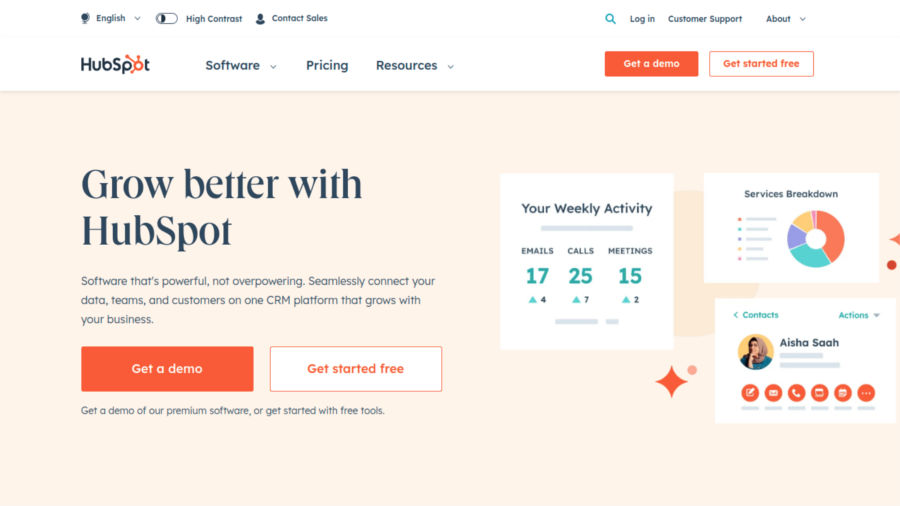 English
High Contrast
Contact Sales
Log in
Customer Support
About
HubSpot
Software
Pricing
Resources
Get a demo
Get started free
Grow better with
HubSpot
Software that's powerful, not overpowering. Seamlessly connect your
data, teams, and customers on one CRM platform that grows with
your business.
Get a demo
Get started free
Get a demo of our premium software, or get started with free tools.
Your Weekly Activity
EMAILS CALLS MEETINGS
17 25 15
4 7 2
Services Breakdown
Contacts
Actions
Aisha Saah